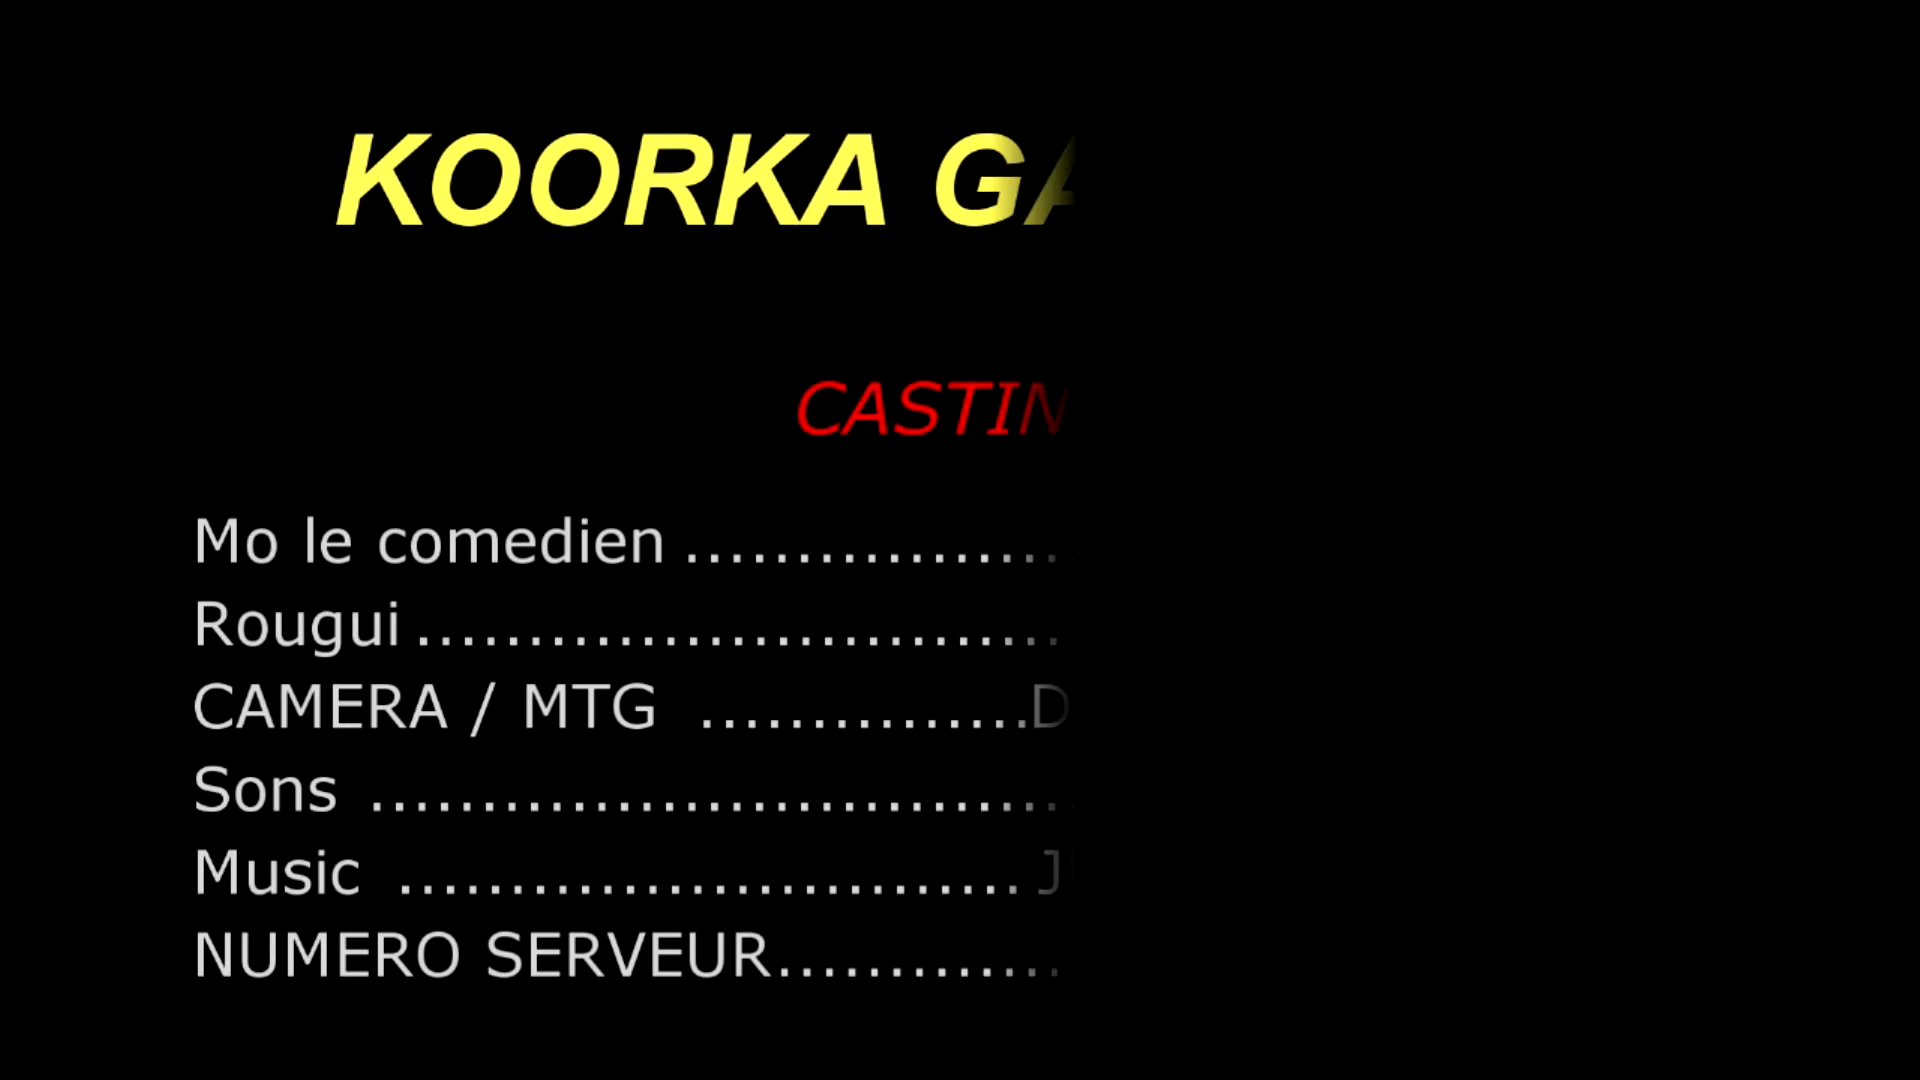 KOORKA GA
CASTIN
Mo le comedien ..................
Rougui .............................
CAMERA / MTG ...............D
Sons ................................
Music ............................ J
NUMERO SERVEUR.............